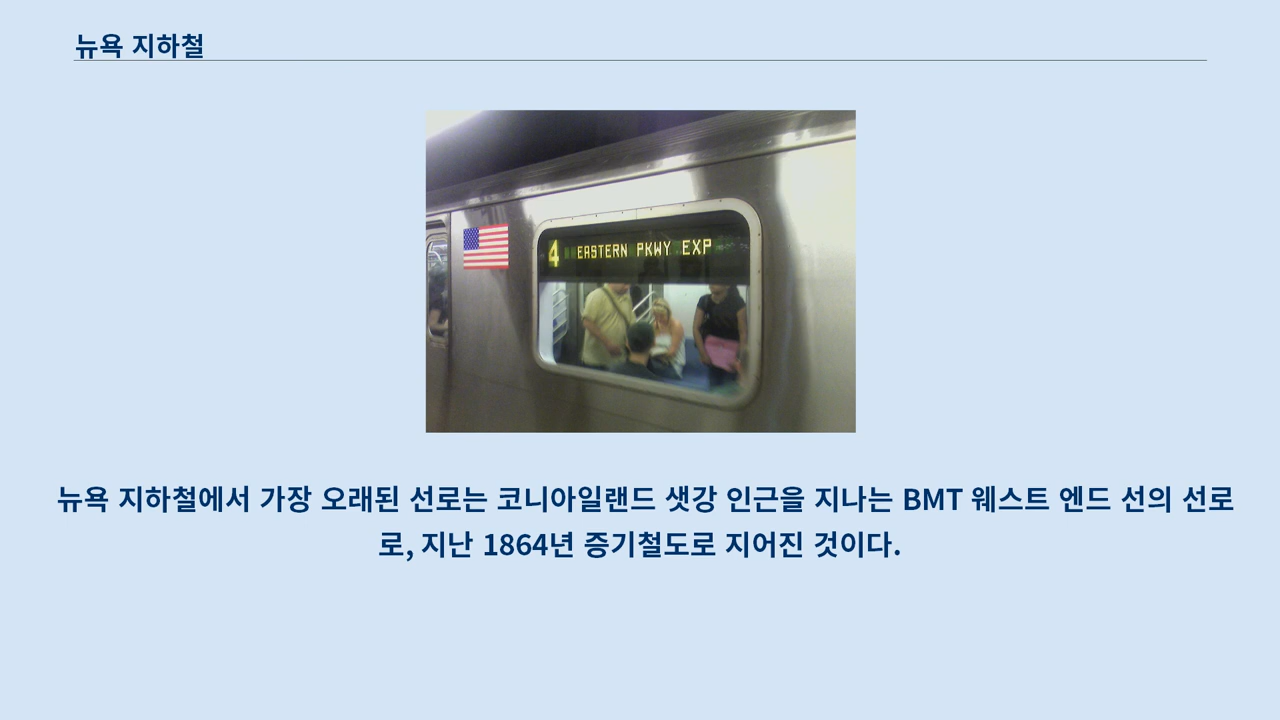 뉴욕 지하철
4 EASTERN PKWY EXP
뉴욕 지하철에서 가장 오래된 선로는 코니아일랜드 샛강 인근을 지나는 BMT 웨스트 엔드 선의 선로
로, 지난 1864년 증기철도로 지어진 것이다.